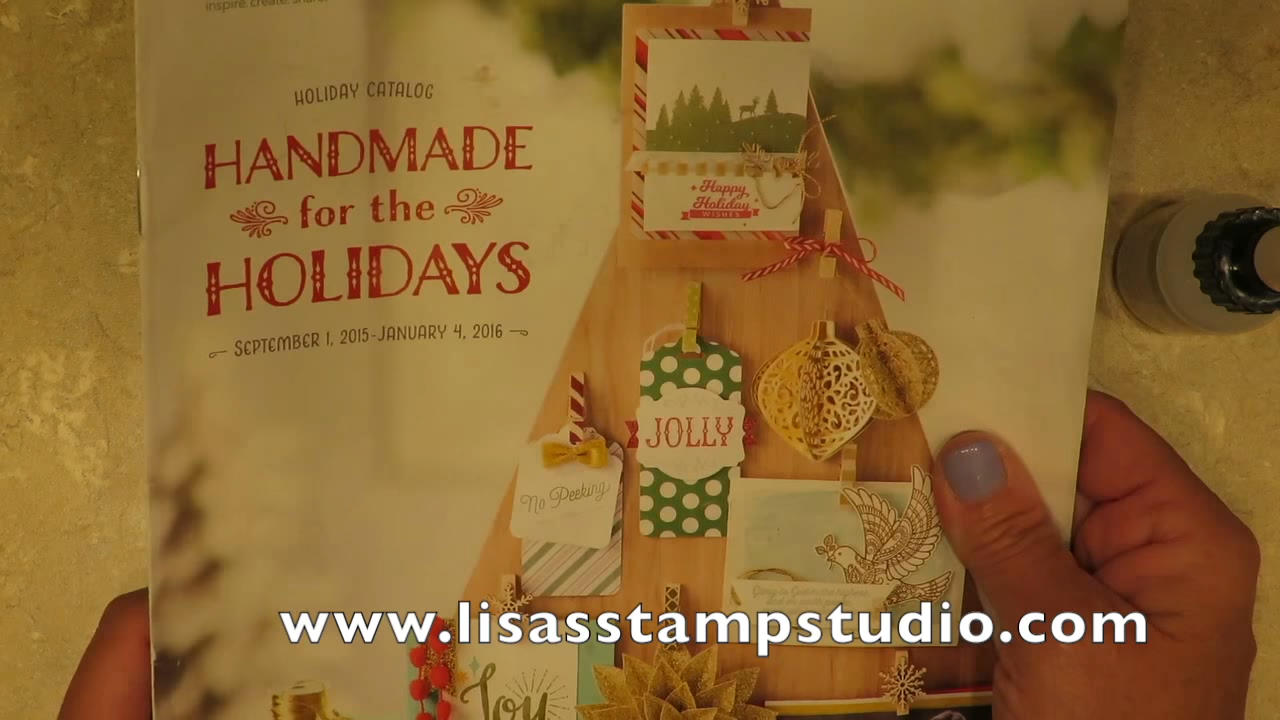 inspire. create. share.
HOLIDAY CATALOG
HANDMADE
for the
HOLIDAYS
SEPTEMBER 1, 2015-JANUARY 4, 2016
Happy
Holiday
WISHES
JOLLY
No Peeking
Joy
www.lisasstampstudio.com